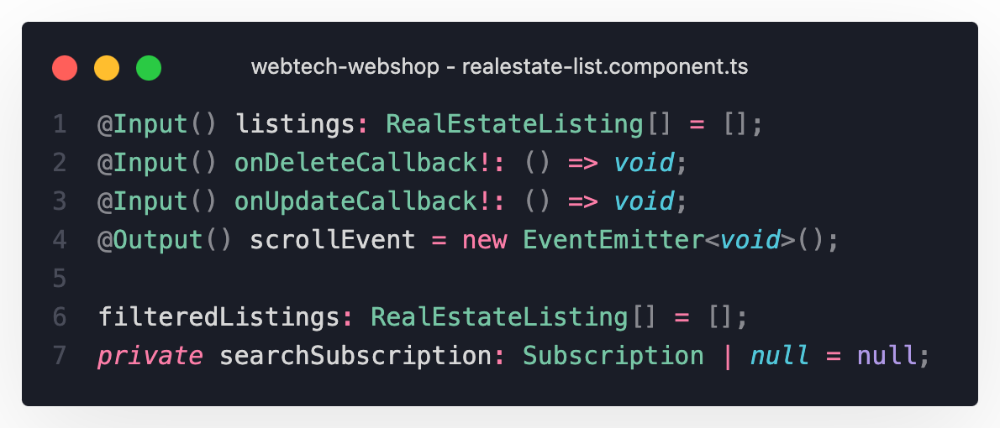 webtech-webshop - realestate-list.component.ts
1 @Input() listings: RealEstateListing[] = [];
2 @Input() onDeleteCallback!: () => void;
3 @Input() onUpdateCallback!: () => void;
4 @Output() scrollEvent = new EventEmitter<void>();
5
6 filteredListings: RealEstateListing[] = [];
7 private searchSubscription: Subscription | null = null;